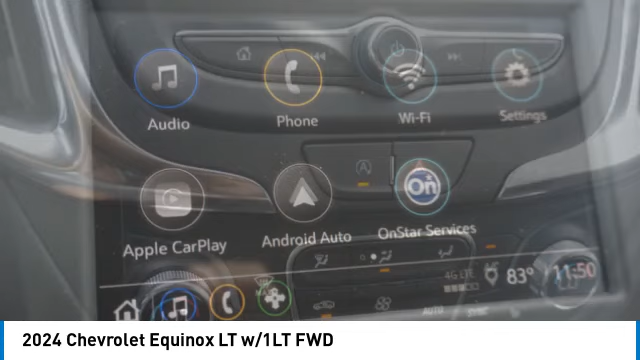 Audio Phone Wi-Fi Settings
On
Apple CarPlay Android Auto OnStar Services
4G LTE 83° 11:50
AUTO
2024 Chevrolet Equinox LT w/1LT FWD